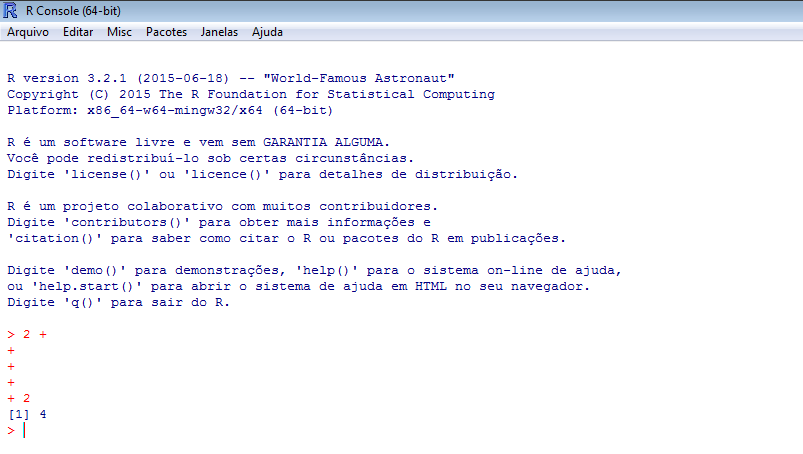 R Console (64-bit)
Arquivo Editar Misc Pacotes Janelas Ajuda
R version 3.2.1 (2015-06-18) -- "World-Famous Astronaut"
Copyright (C) 2015 The R Foundation for Statistical Computing
Platform: x86_64-w64-mingw32/x64 (64-bit)
R é um software livre e vem sem GARANTIA ALGUMA.
Você pode redistribuí-lo sob certas circunstâncias.
Digite 'license()' ou 'licence()' para detalhes de distribuição.
R é um projeto colaborativo com muitos contribuidores.
Digite 'contributors()' para obter mais informações e
'citation()' para saber como citar o R ou pacotes do R em publicações.
Digite 'demo()' para demonstrações, 'help()' para o sistema on-line de ajuda,
ou 'help.start()' para abrir o sistema de ajuda em HTML no seu navegador.
Digite 'q()' para sair do R.
> 2 +
+
+
+
+ 2
[1] 4
>